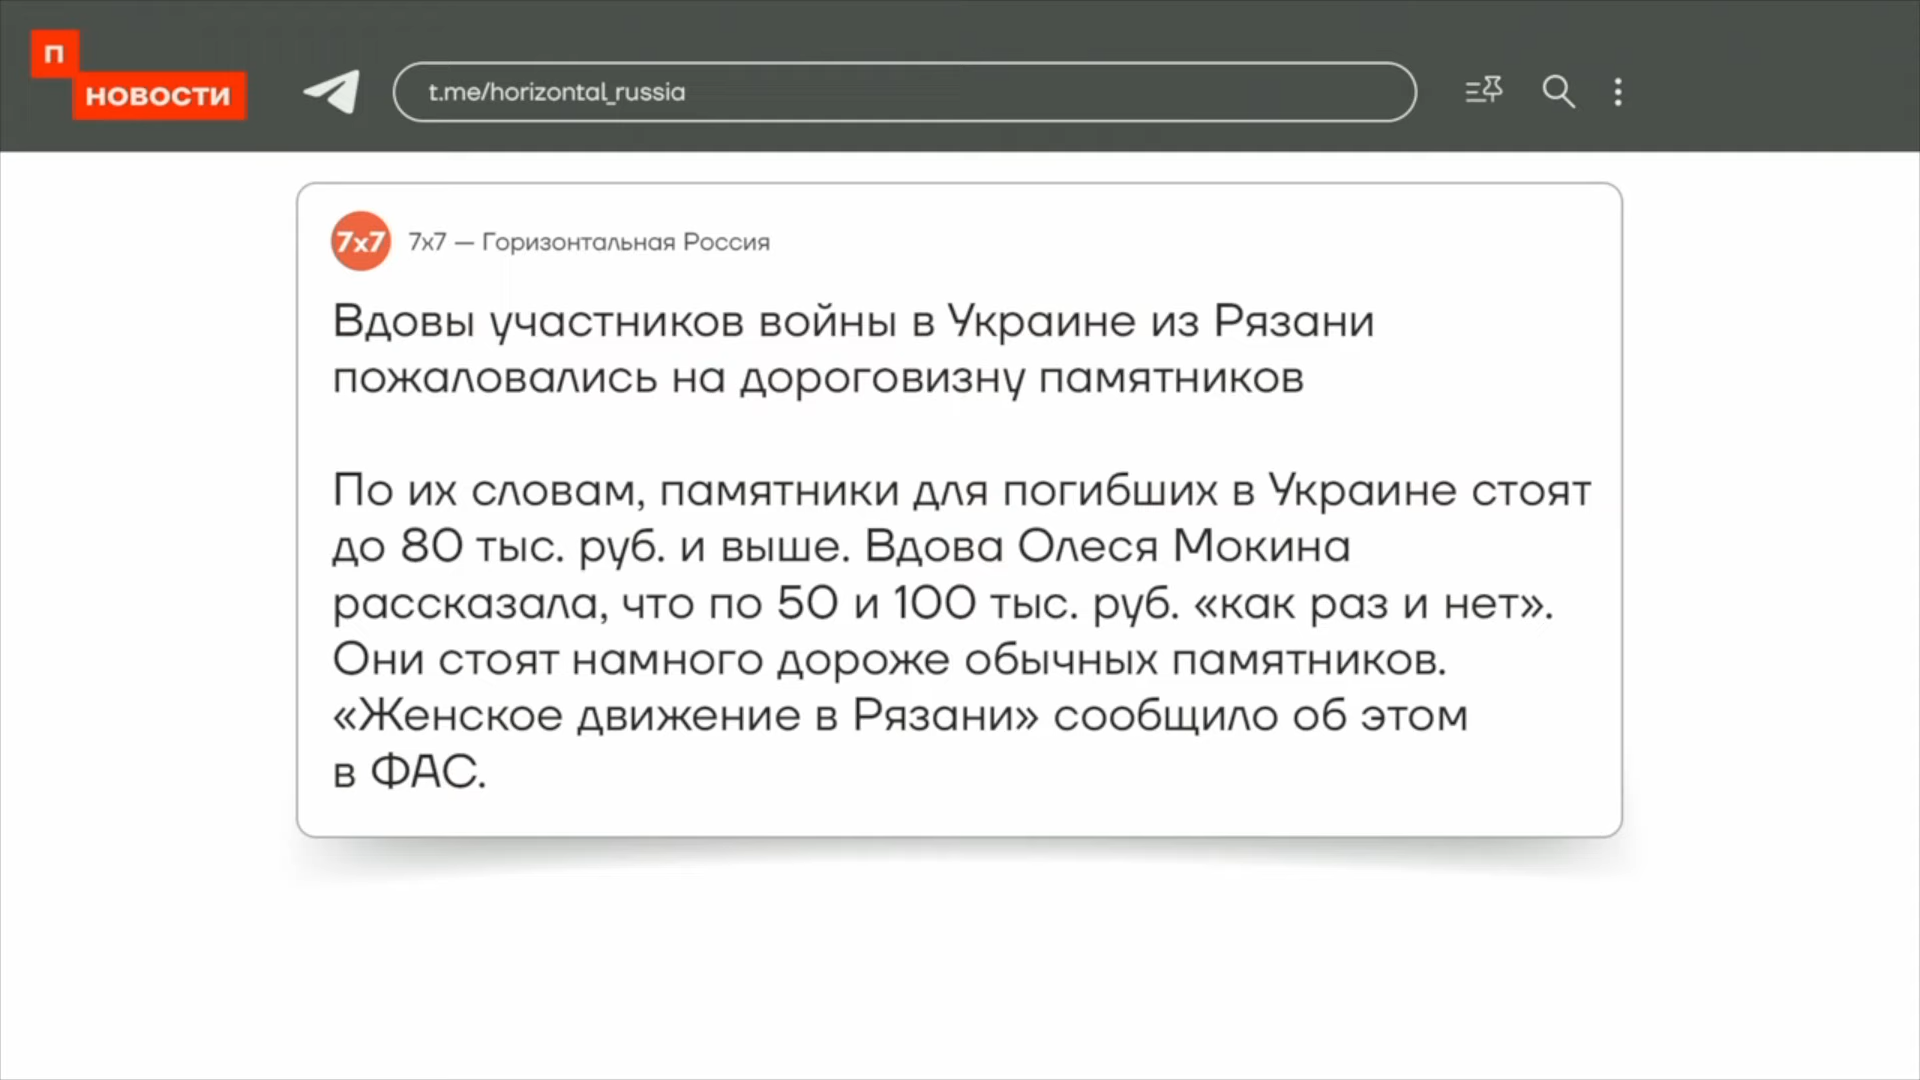 П
НОВОСТИ
t.me/horizontal_russia
7x7
7x7 — Горизонтальная Россия
Вдовы участников войны в Украине из Рязани
пожаловались на дороговизну памятников
По их словам, памятники для погибших в Украине стоят
до 80 тыс. руб. и выше. Вдова Олеся Мокина
рассказала, что по 50 и 100 тыс. руб. «как раз и нет».
Они стоят намного дороже обычных памятников.
«Женское движение в Рязани» сообщило об этом
в ФАС.